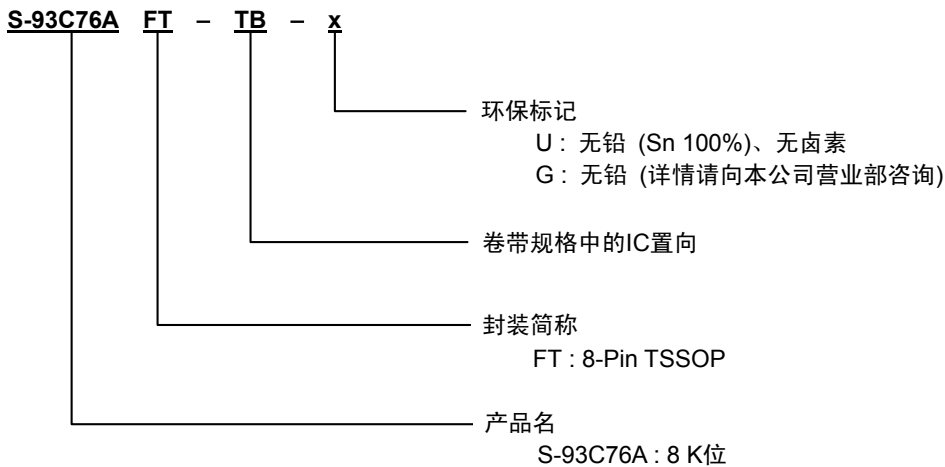 S-93C76A FT – TB – x
环保标记
U : 无铅 (Sn 100%)、无卤素
G : 无铅 (详情请向本公司营业部咨询)
卷带规格中的IC置向
封装简称
FT : 8-Pin TSSOP
产品名
S-93C76A : 8 K位